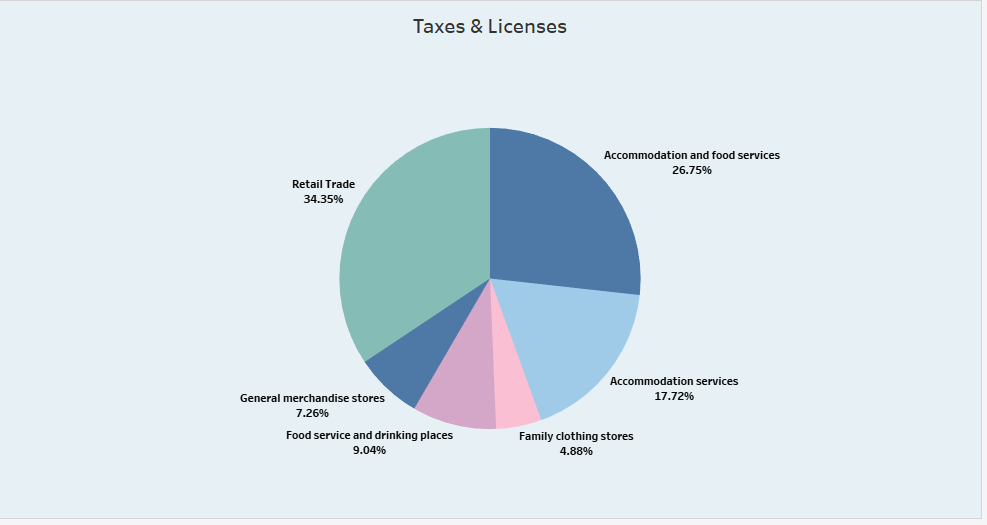 Taxes & Licenses
Accommodation and food services
26.75%
Retail Trade
34.35%
Accommodation services
17.72%
General merchandise stores
7.26%
Food service and drinking places
9.04%
Family clothing stores
4.88%